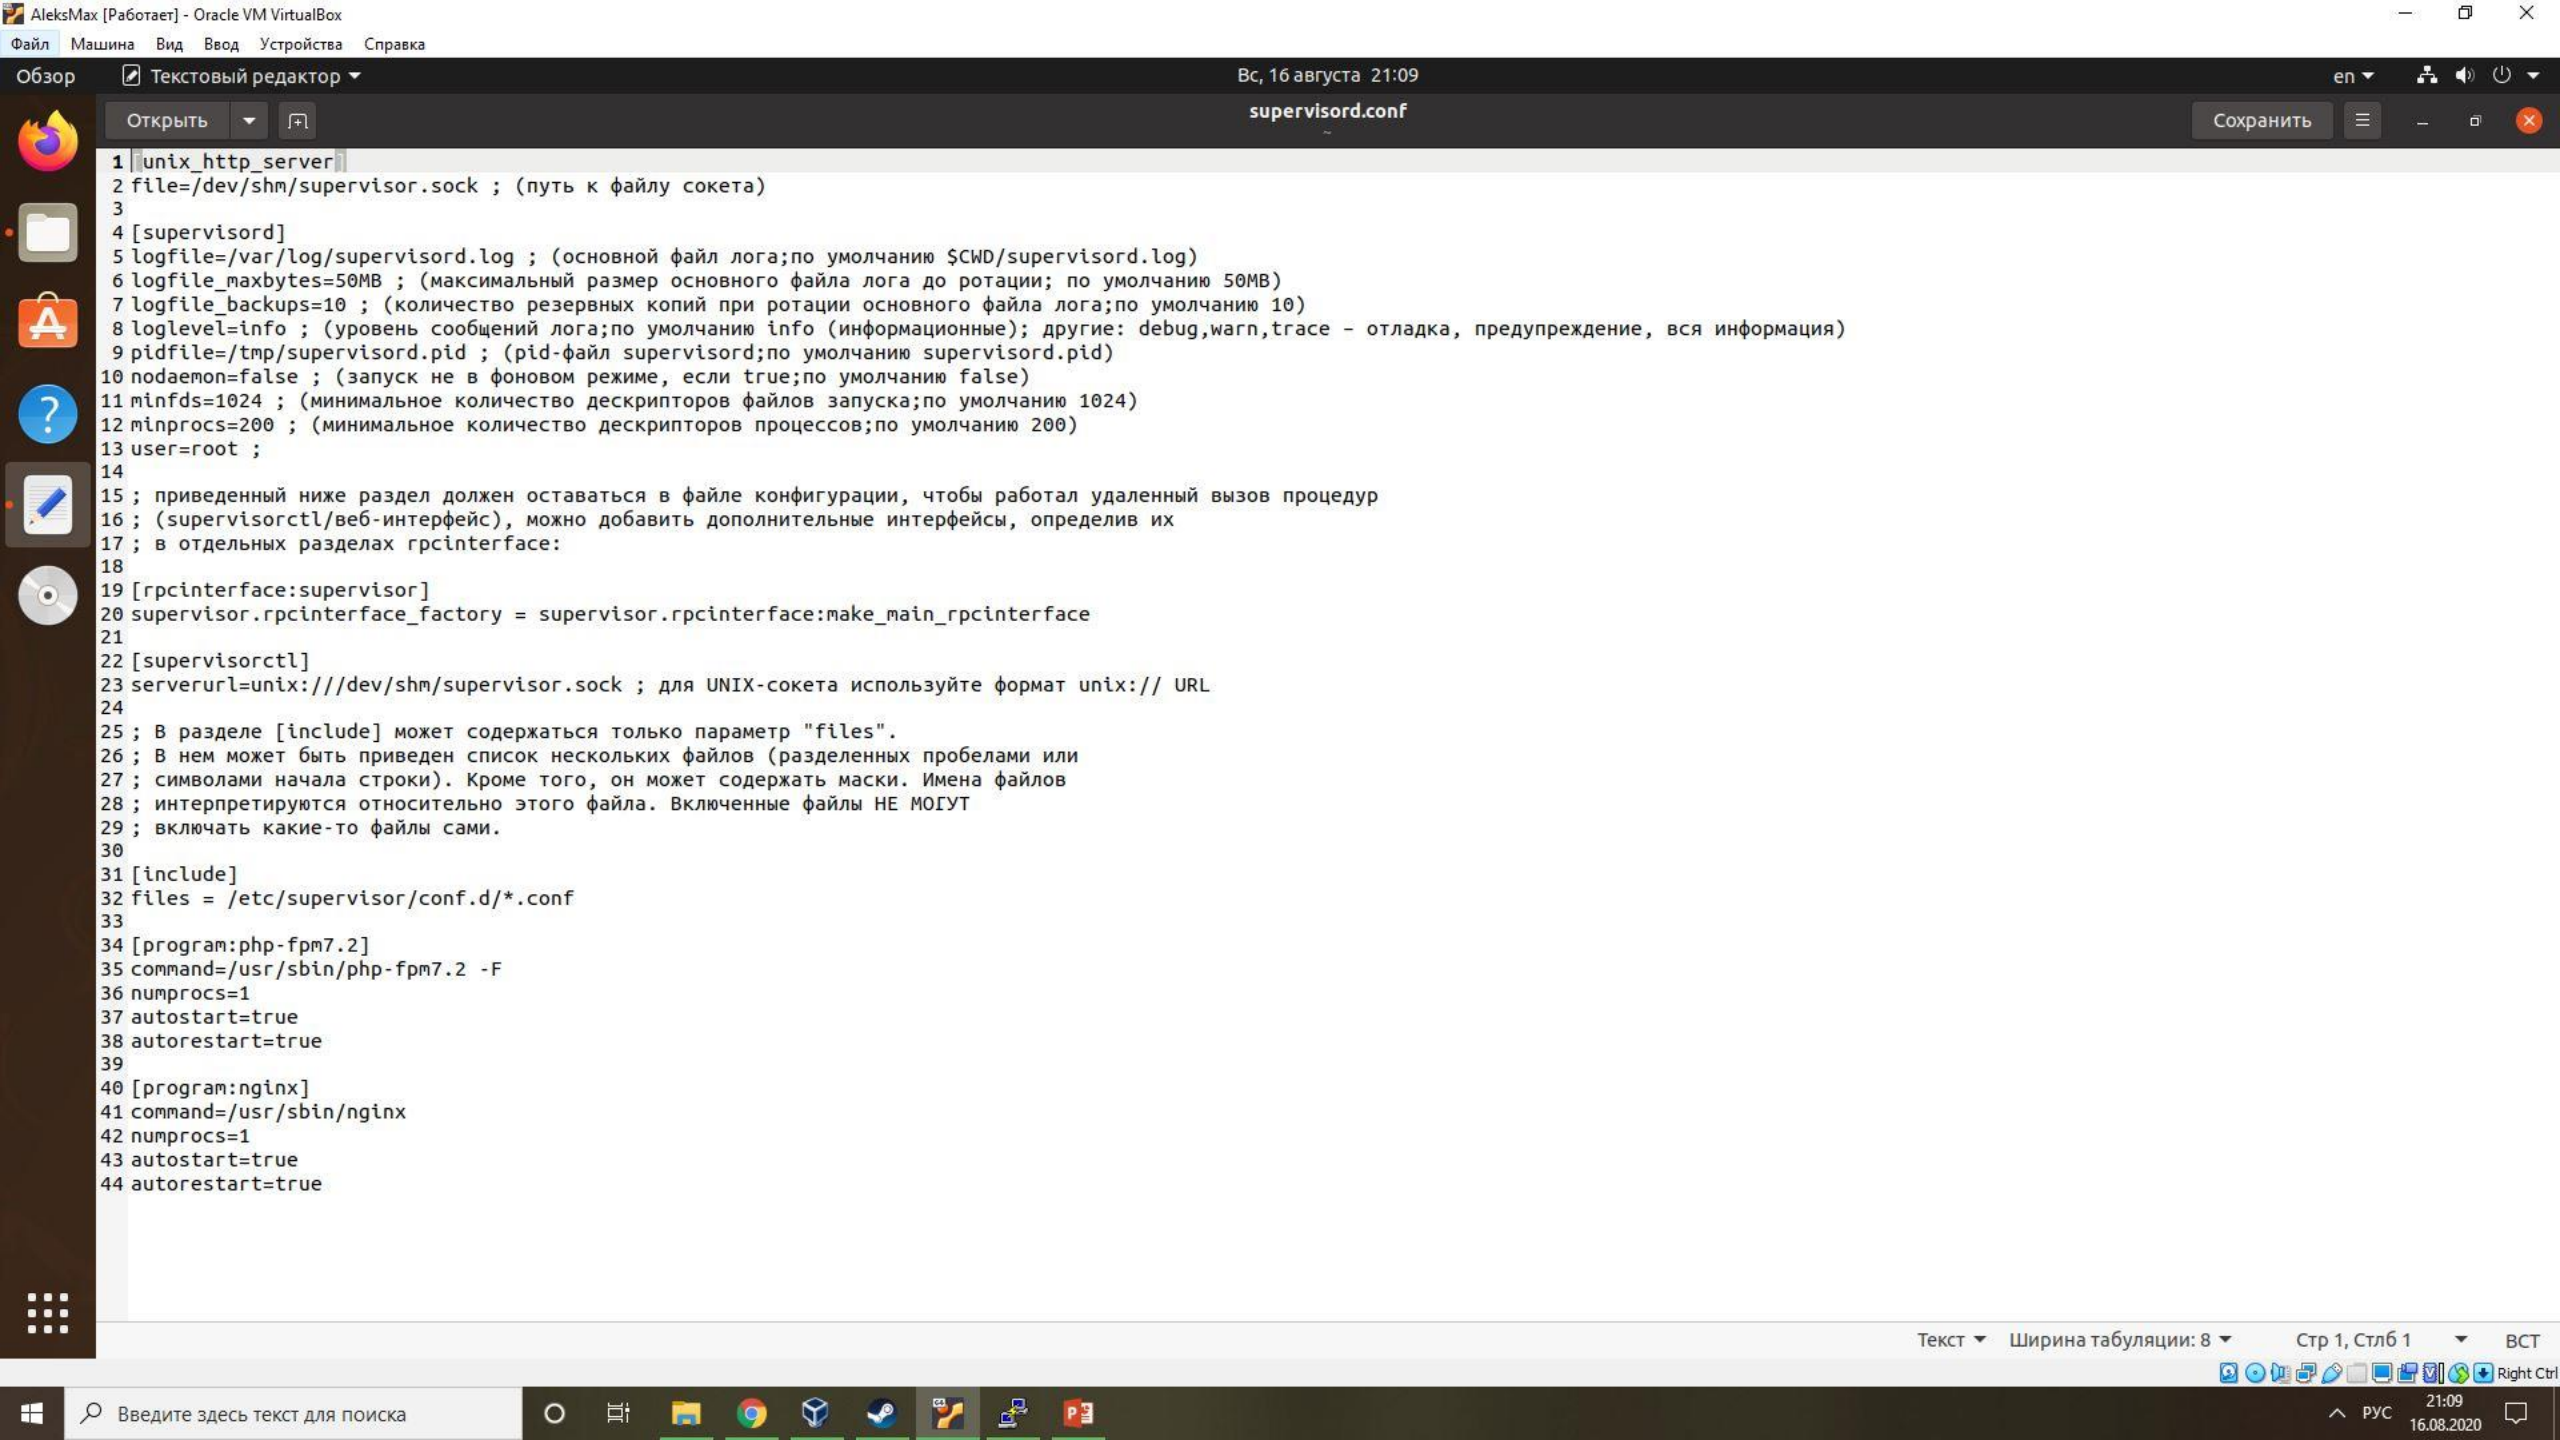 AleksMax [Работает] - Oracle VM VirtualBox
Файл Машина Вид Ввод Устройства Справка
Обзор Текстовый редактор Вс, 16 августа 21:09 en
Открыть supervisord.conf Сохранить
~
1 [unix_http_server]
2 file=/dev/shm/supervisor.sock ; (путь к файлу сокета)
3
4 [supervisord]
5 logfile=/var/log/supervisord.log ; (основной файл лога;по умолчанию $CWD/supervisord.log)
6 logfile_maxbytes=50MB ; (максимальный размер основного файла лога до ротации; по умолчанию 50MB)
7 logfile_backups=10 ; (количество резервных копий при ротации основного файла лога;по умолчанию 10)
8 loglevel=info ; (уровень сообщений лога;по умолчанию info (информационные); другие: debug,warn,trace – отладка, предупреждение, вся информация)
9 pidfile=/tmp/supervisord.pid ; (pid-файл supervisord;по умолчанию supervisord.pid)
10 nodaemon=false ; (запуск не в фоновом режиме, если true;по умолчанию false)
11 minfds=1024 ; (минимальное количество дескрипторов файлов запуска;по умолчанию 1024)
12 minprocs=200 ; (минимальное количество дескрипторов процессов;по умолчанию 200)
13 user=root ;
14
15 ; приведенный ниже раздел должен оставаться в файле конфигурации, чтобы работал удаленный вызов процедур
16 ; (supervisorctl/веб-интерфейс), можно добавить дополнительные интерфейсы, определив их
17 ; в отдельных разделах rpcinterface:
18
19 [rpcinterface:supervisor]
20 supervisor.rpcinterface_factory = supervisor.rpcinterface:make_main_rpcinterface
21
22 [supervisorctl]
23 serverurl=unix:///dev/shm/supervisor.sock ; для UNIX-сокета используйте формат unix:// URL
24
25 ; В разделе [include] может содержаться только параметр "files".
26 ; В нем может быть приведен список нескольких файлов (разделенных пробелами или
27 ; символами начала строки). Кроме того, он может содержать маски. Имена файлов
28 ; интерпретируются относительно этого файла. Включенные файлы НЕ МОГУТ
29 ; включать какие-то файлы сами.
30
31 [include]
32 files = /etc/supervisor/conf.d/*.conf
33
34 [program:php-fpm7.2]
35 command=/usr/sbin/php-fpm7.2 -F
36 numprocs=1
37 autostart=true
38 autorestart=true
39
40 [program:nginx]
41 command=/usr/sbin/nginx
42 numprocs=1
43 autostart=true
44 autorestart=true
Текст Ширина табуляции: 8 Стр 1, Стлб 1 ВСТ
Right Ctrl
Введите здесь текст для поиска РУС 21:09
16.08.2020